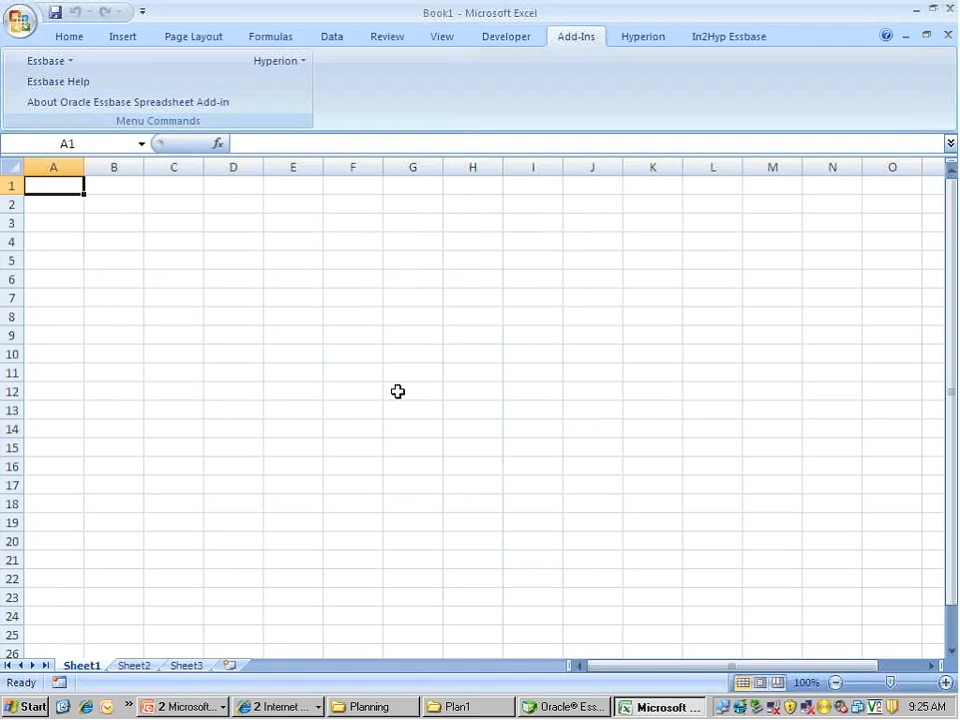 Book1 - Microsoft Excel
Home Insert Page Layout Formulas Data Review View Developer Add-Ins Hyperion In2Hyp Essbase
Essbase Hyperion
Essbase Help
About Oracle Essbase Spreadsheet Add-in
Menu Commands
A1 fx
A B C D E F G H I J K L M N O
1
2
3
4
5
6
7
8
9
10
11
12
13
14
15
16
17
18
19
20
21
22
23
24
25
26
Sheet1 Sheet2 Sheet3
Ready 100%
Start 2 Microsoft... 2 Internet ... Planning Plan1 Oracle® Ess... Microsoft ... 9:25 AM